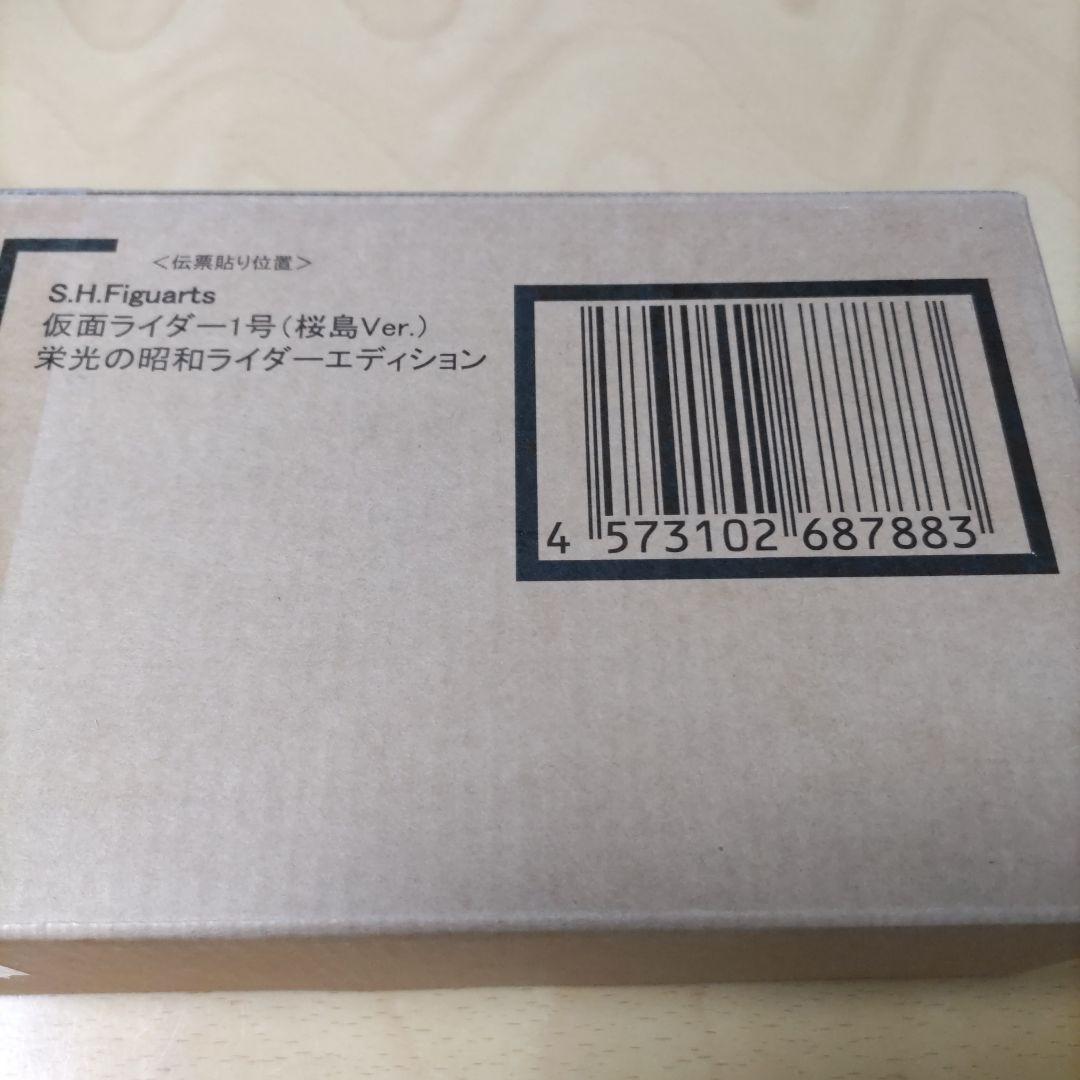 ＜伝票貼り位置＞
S.H.Figuarts
仮面ライダー1号(桜島Ver.)
栄光の昭和ライダーエディション
4 573102 687883